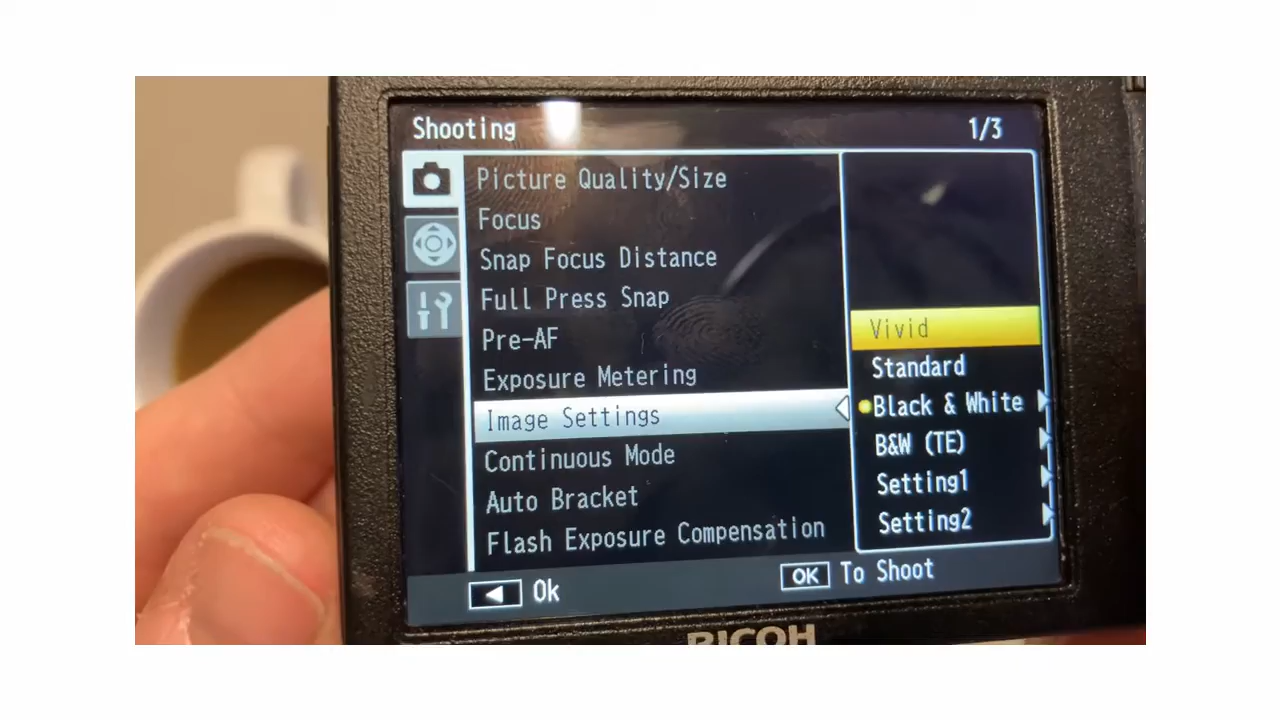 Shooting 1/3
Picture Quality/Size
Focus
Snap Focus Distance
Full Press Snap
Pre-AF
Exposure Metering
Image Settings
Continuous Mode
Auto Bracket
Flash Exposure Compensation
Vivid
Standard
Black & White
B&W (TE)
Setting1
Setting2
Ok
OK To Shoot
RICOH